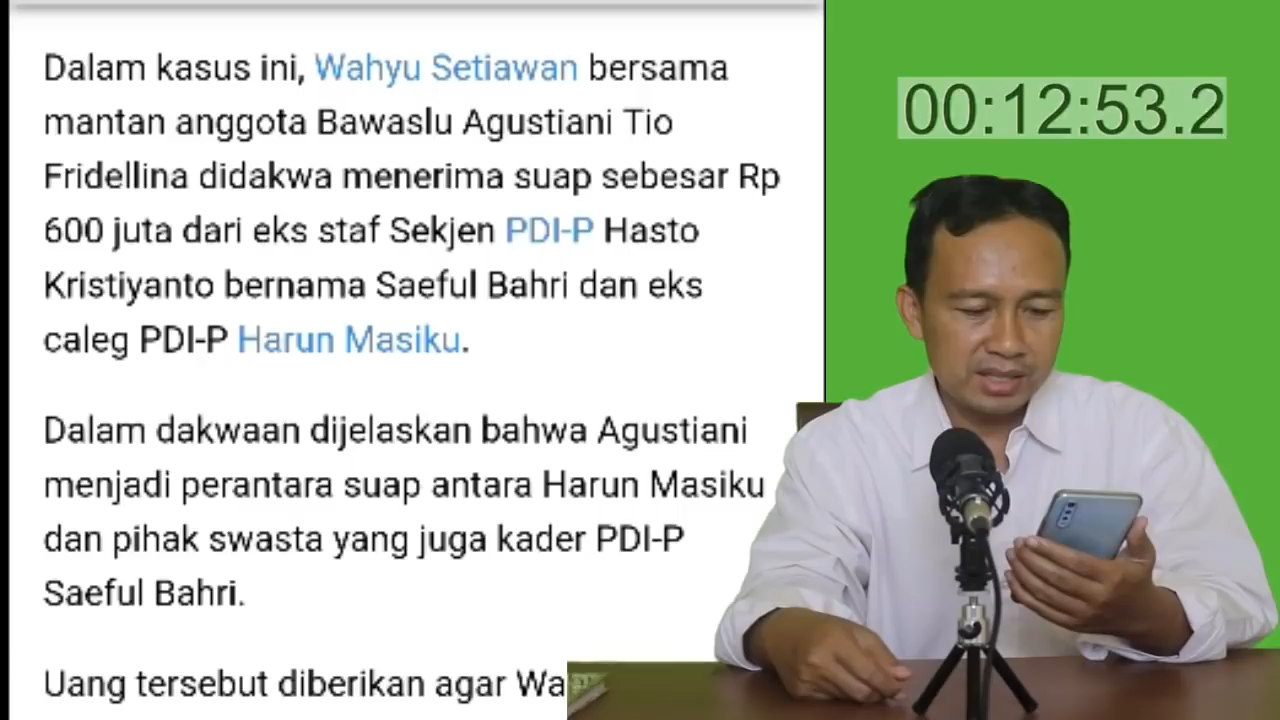 Dalam kasus ini, Wahyu Setiawan bersama
mantan anggota Bawaslu Agustiani Tio
Fridellina didakwa menerima suap sebesar Rp
600 juta dari eks staf Sekjen PDI-P Hasto
Kristiyanto bernama Saeful Bahri dan eks
caleg PDI-P Harun Masiku.
Dalam dakwaan dijelaskan bahwa Agustiani
menjadi perantara suap antara Harun Masiku
dan pihak swasta yang juga kader PDI-P
Saeful Bahri.
Uang tersebut diberikan agar Wa
00:12:53.2